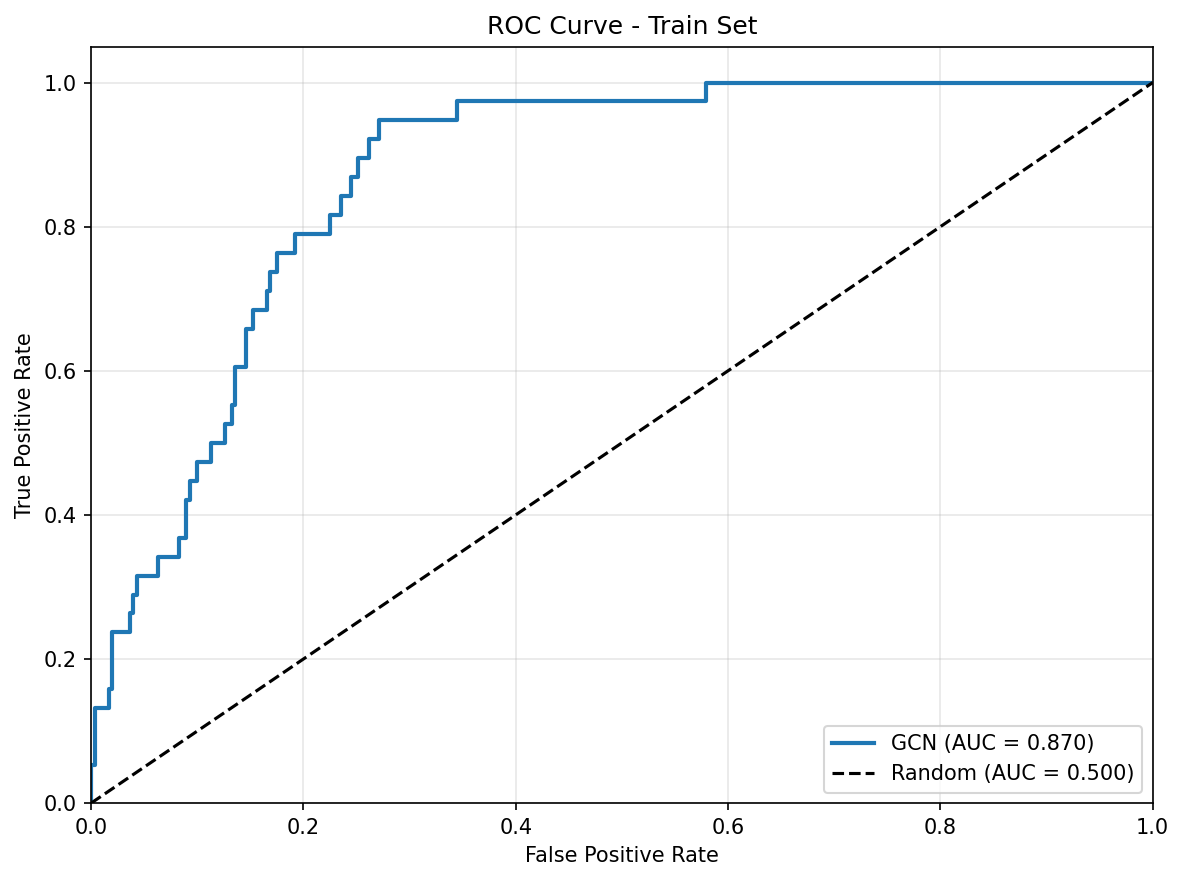 ROC Curve - Train Set
1.0
0.8
0.6
0.4
0.2
0.0
True Positive Rate
0.0 0.2 0.4 0.6 0.8 1.0
False Positive Rate
GCN (AUC = 0.870)
Random (AUC = 0.500)